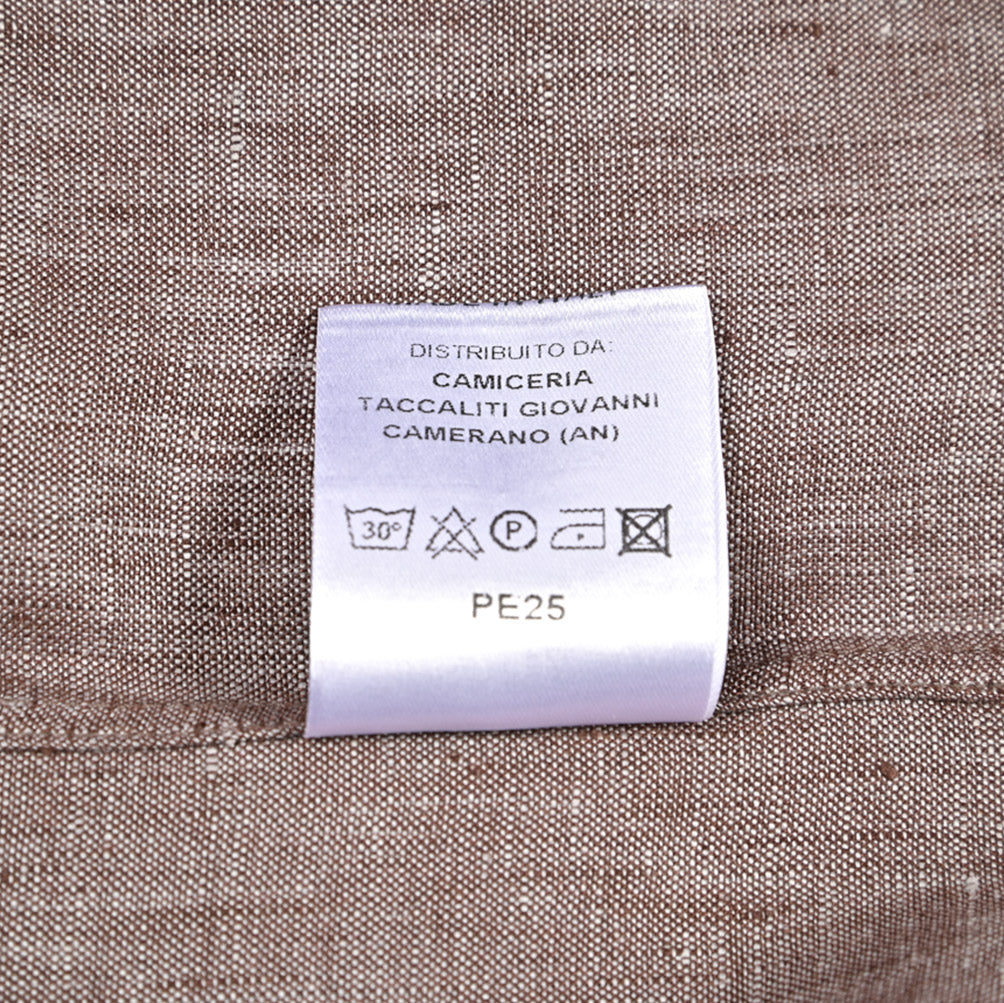 DISTRIBUITO DA:
CAMICERIA
TACCALITI GIOVANNI
CAMERANO (AN)
30°
P
PE25